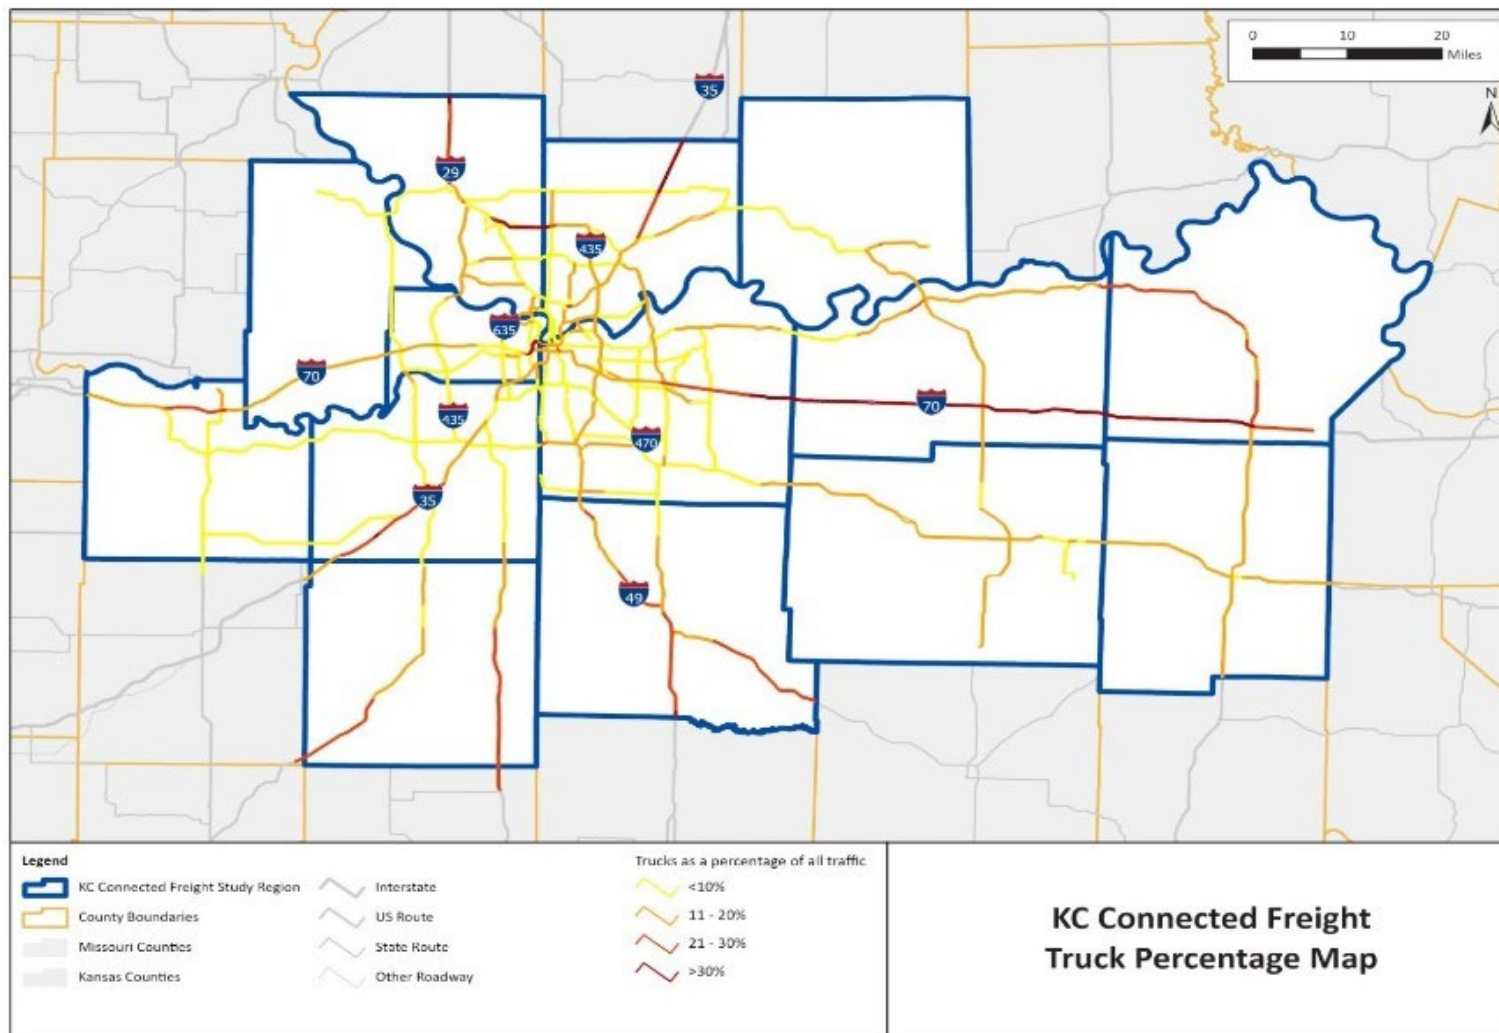 0 10 20
Miles
N
35
29
435
635
70
435
70
470
35
49
Legend
KC Connected Freight Study Region
County Boundaries
Missouri Counties
Kansas Counties
Interstate
US Route
State Route
Other Roadway
Trucks as a percentage of all traffic
<10%
11 - 20%
21 - 30%
>30%
KC Connected Freight
Truck Percentage Map